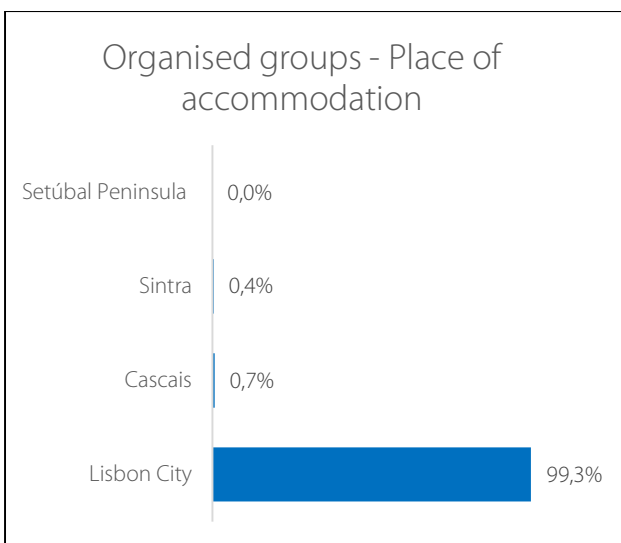 Organised groups - Place of
accommodation
Setúbal Peninsula 0,0%
Sintra 0,4%
Cascais 0,7%
Lisbon City 99,3%